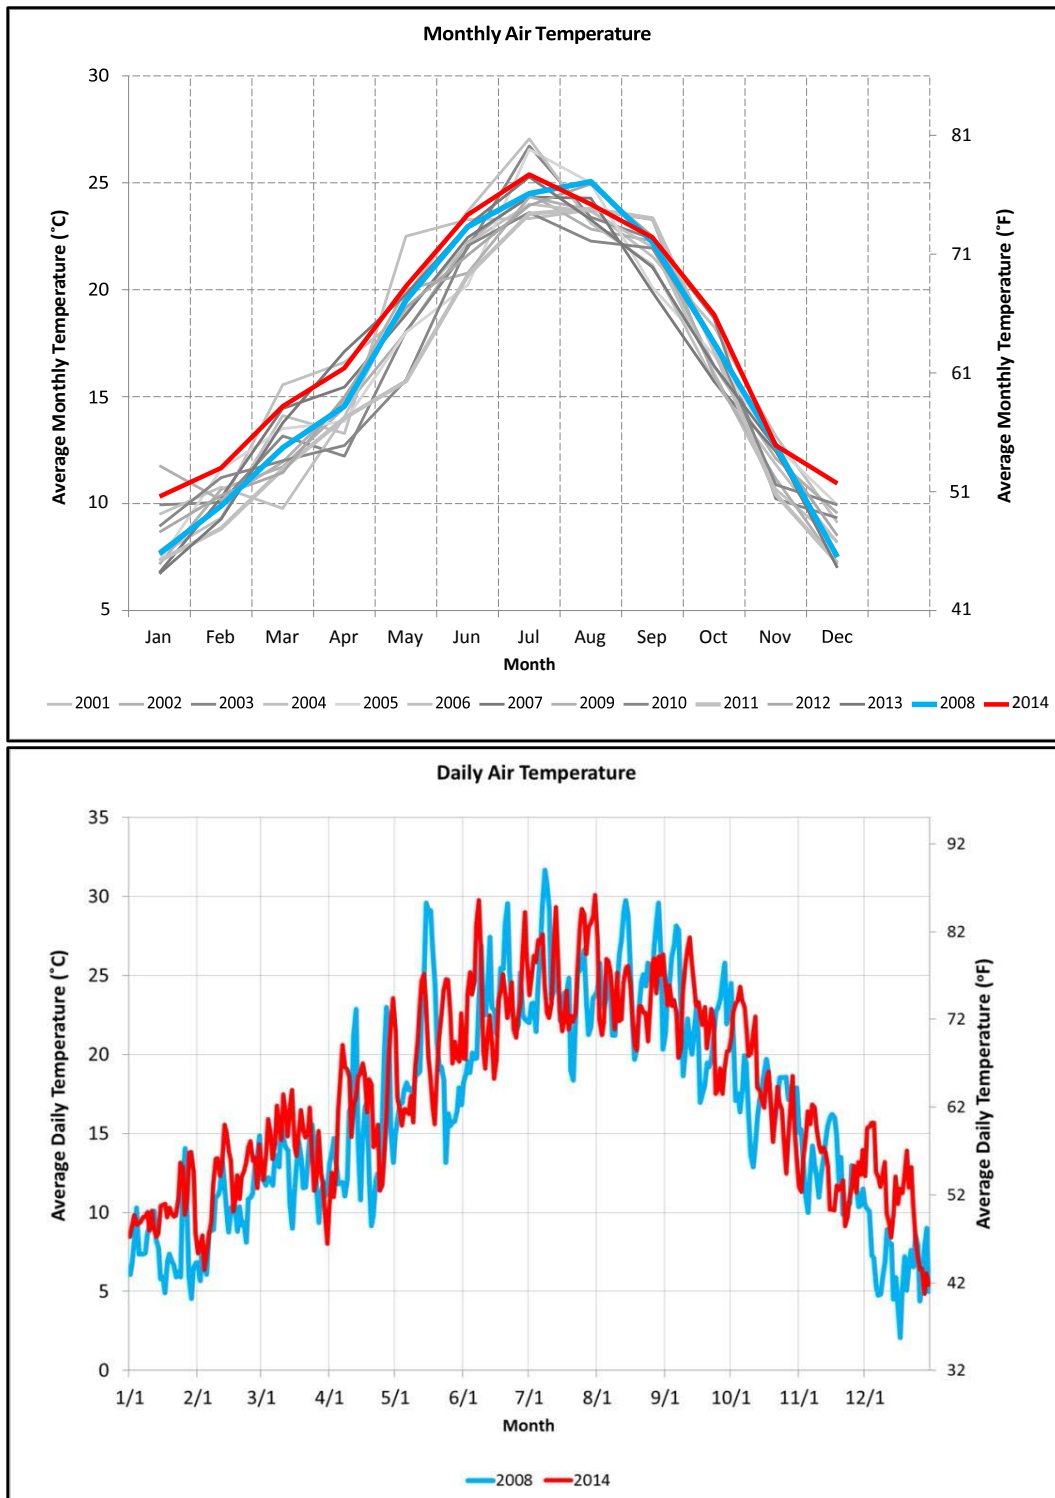 Monthly Air Temperature
Average Monthly Temperature (˚C)
30
25
20
15
10
5
81
71
61
51
41
Average Monthly Temperature (˚F)
Jan Feb Mar Apr May Jun Jul Aug Sep Oct Nov Dec
Month
2001 2002 2003 2004 2005 2006 2007 2009 2010 2011 2012 2013 2008 2014
Daily Air Temperature
Average Daily Temperature (˚C)
35
30
25
20
15
10
5
0
92
82
72
62
52
42
32
Average Daily Temperature (ºF)
1/1 2/1 3/1 4/1 5/1 6/1 7/1 8/1 9/1 10/1 11/1 12/1
Month
2008 2014